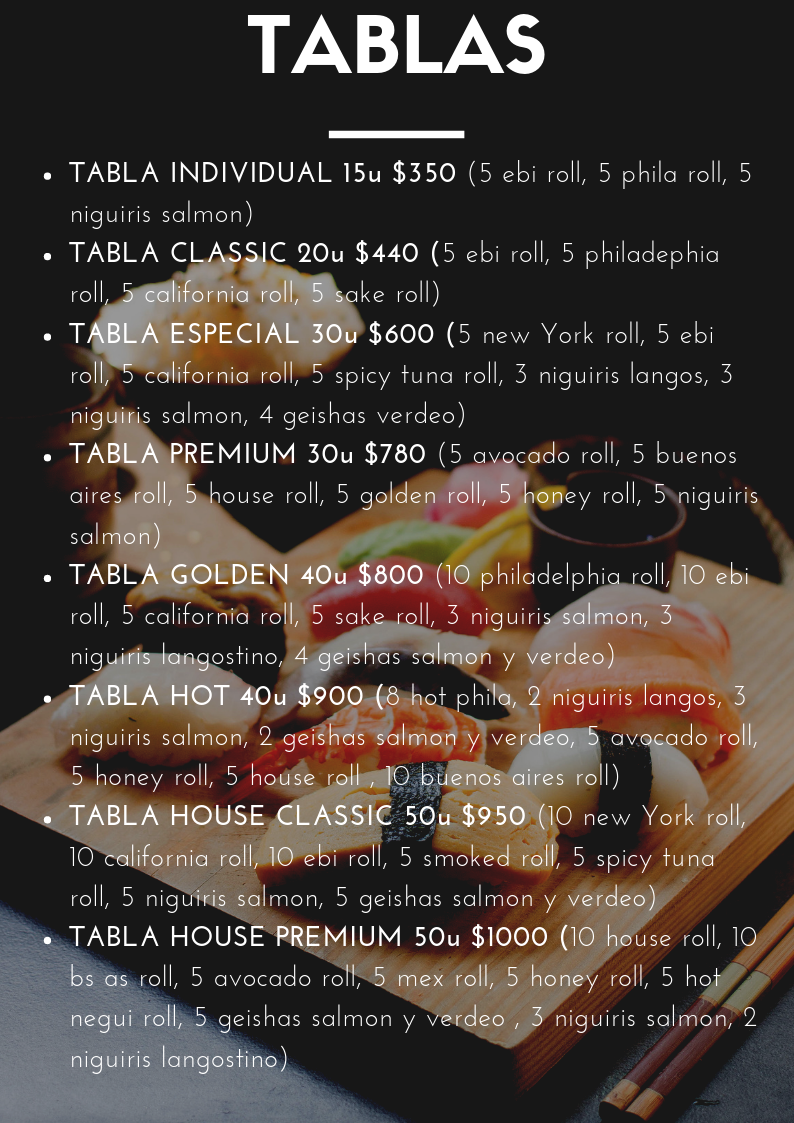 TABLAS
• TABLA INDIVIDUAL 15u $350 (5 ebi roll, 5 phila roll, 5
niguiris salmon)
• TABLA CLASSIC 20u $440 (5 ebi roll, 5 philadephia
roll, 5 california roll, 5 sake roll)
• TABLA ESPECIAL 30u $600 (5 new York roll, 5 ebi
roll, 5 california roll, 5 spicy tuna roll, 3 niguiris langos, 3
niguiris salmon, 4 geishas verdeo)
• TABLA PREMIUM 30u $780 (5 avocado roll, 5 buenos
aires roll, 5 house roll, 5 golden roll, 5 honey roll, 5 niguiris
salmon)
• TABLA GOLDEN 40u $800 (10 philadelphia roll, 10 ebi
roll, 5 california roll, 5 sake roll, 3 niguiris salmon, 3
niguiris langostino, 4 geishas salmon y verdeo)
• TABLA HOT 40u $900 (8 hot phila, 2 niguiris langos, 3
niguiris salmon, 2 geishas salmon y verdeo, 5 avocado roll,
5 honey roll, 5 house roll , 10 buenos aires roll)
• TABLA HOUSE CLASSIC 50u $950 (10 new York roll,
10 california roll, 10 ebi roll, 5 smoked roll, 5 spicy tuna
roll, 5 niguiris salmon, 5 geishas salmon y verdeo)
• TABLA HOUSE PREMIUM 50u $1000 (10 house roll, 10
bs as roll, 5 avocado roll, 5 mex roll, 5 honey roll, 5 hot
negui roll, 5 geishas salmon y verdeo , 3 niguiris salmon, 2
niguiris langostino)